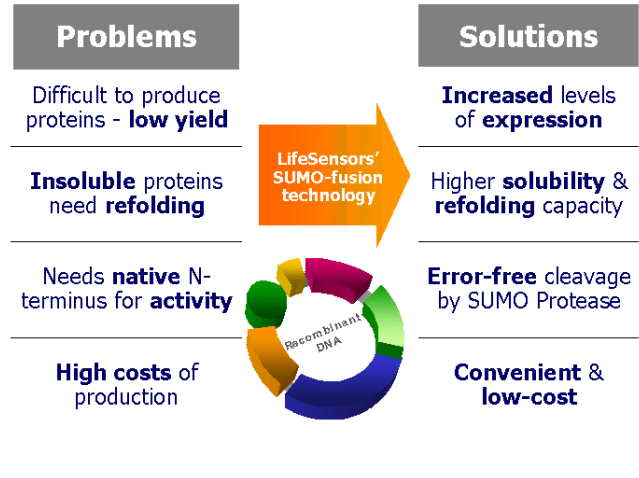 Problems
Difficult to produce
proteins - low yield
Insoluble proteins
need refolding
Needs native N-
terminus for activity
High costs of
production
LifeSensors'
SUMO-fusion
technology
Recombinant
DNA
Solutions
Increased levels
of expression
Higher solubility &
refolding capacity
Error-free cleavage
by SUMO Protease
Convenient &
low-cost